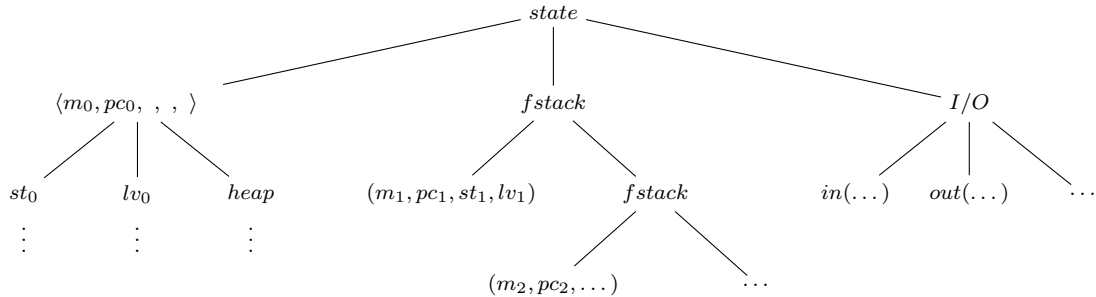 state
⟨m₀, pc₀, , , ⟩ fstack I/O
st₀ lv₀ heap (m₁, pc₁, st₁, lv₁) fstack in(...) out(...) ...
⋮ ⋮ ⋮
(m₂, pc₂, ...) ...